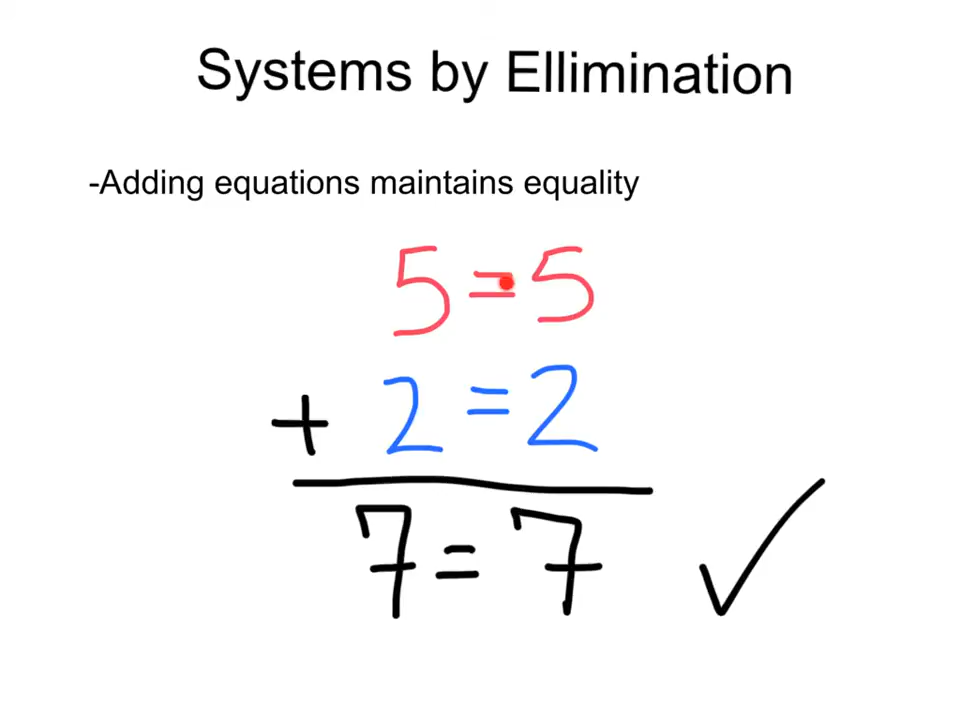 Systems by Ellimination
-Adding equations maintains equality
5=5
+ 2=2
7=7